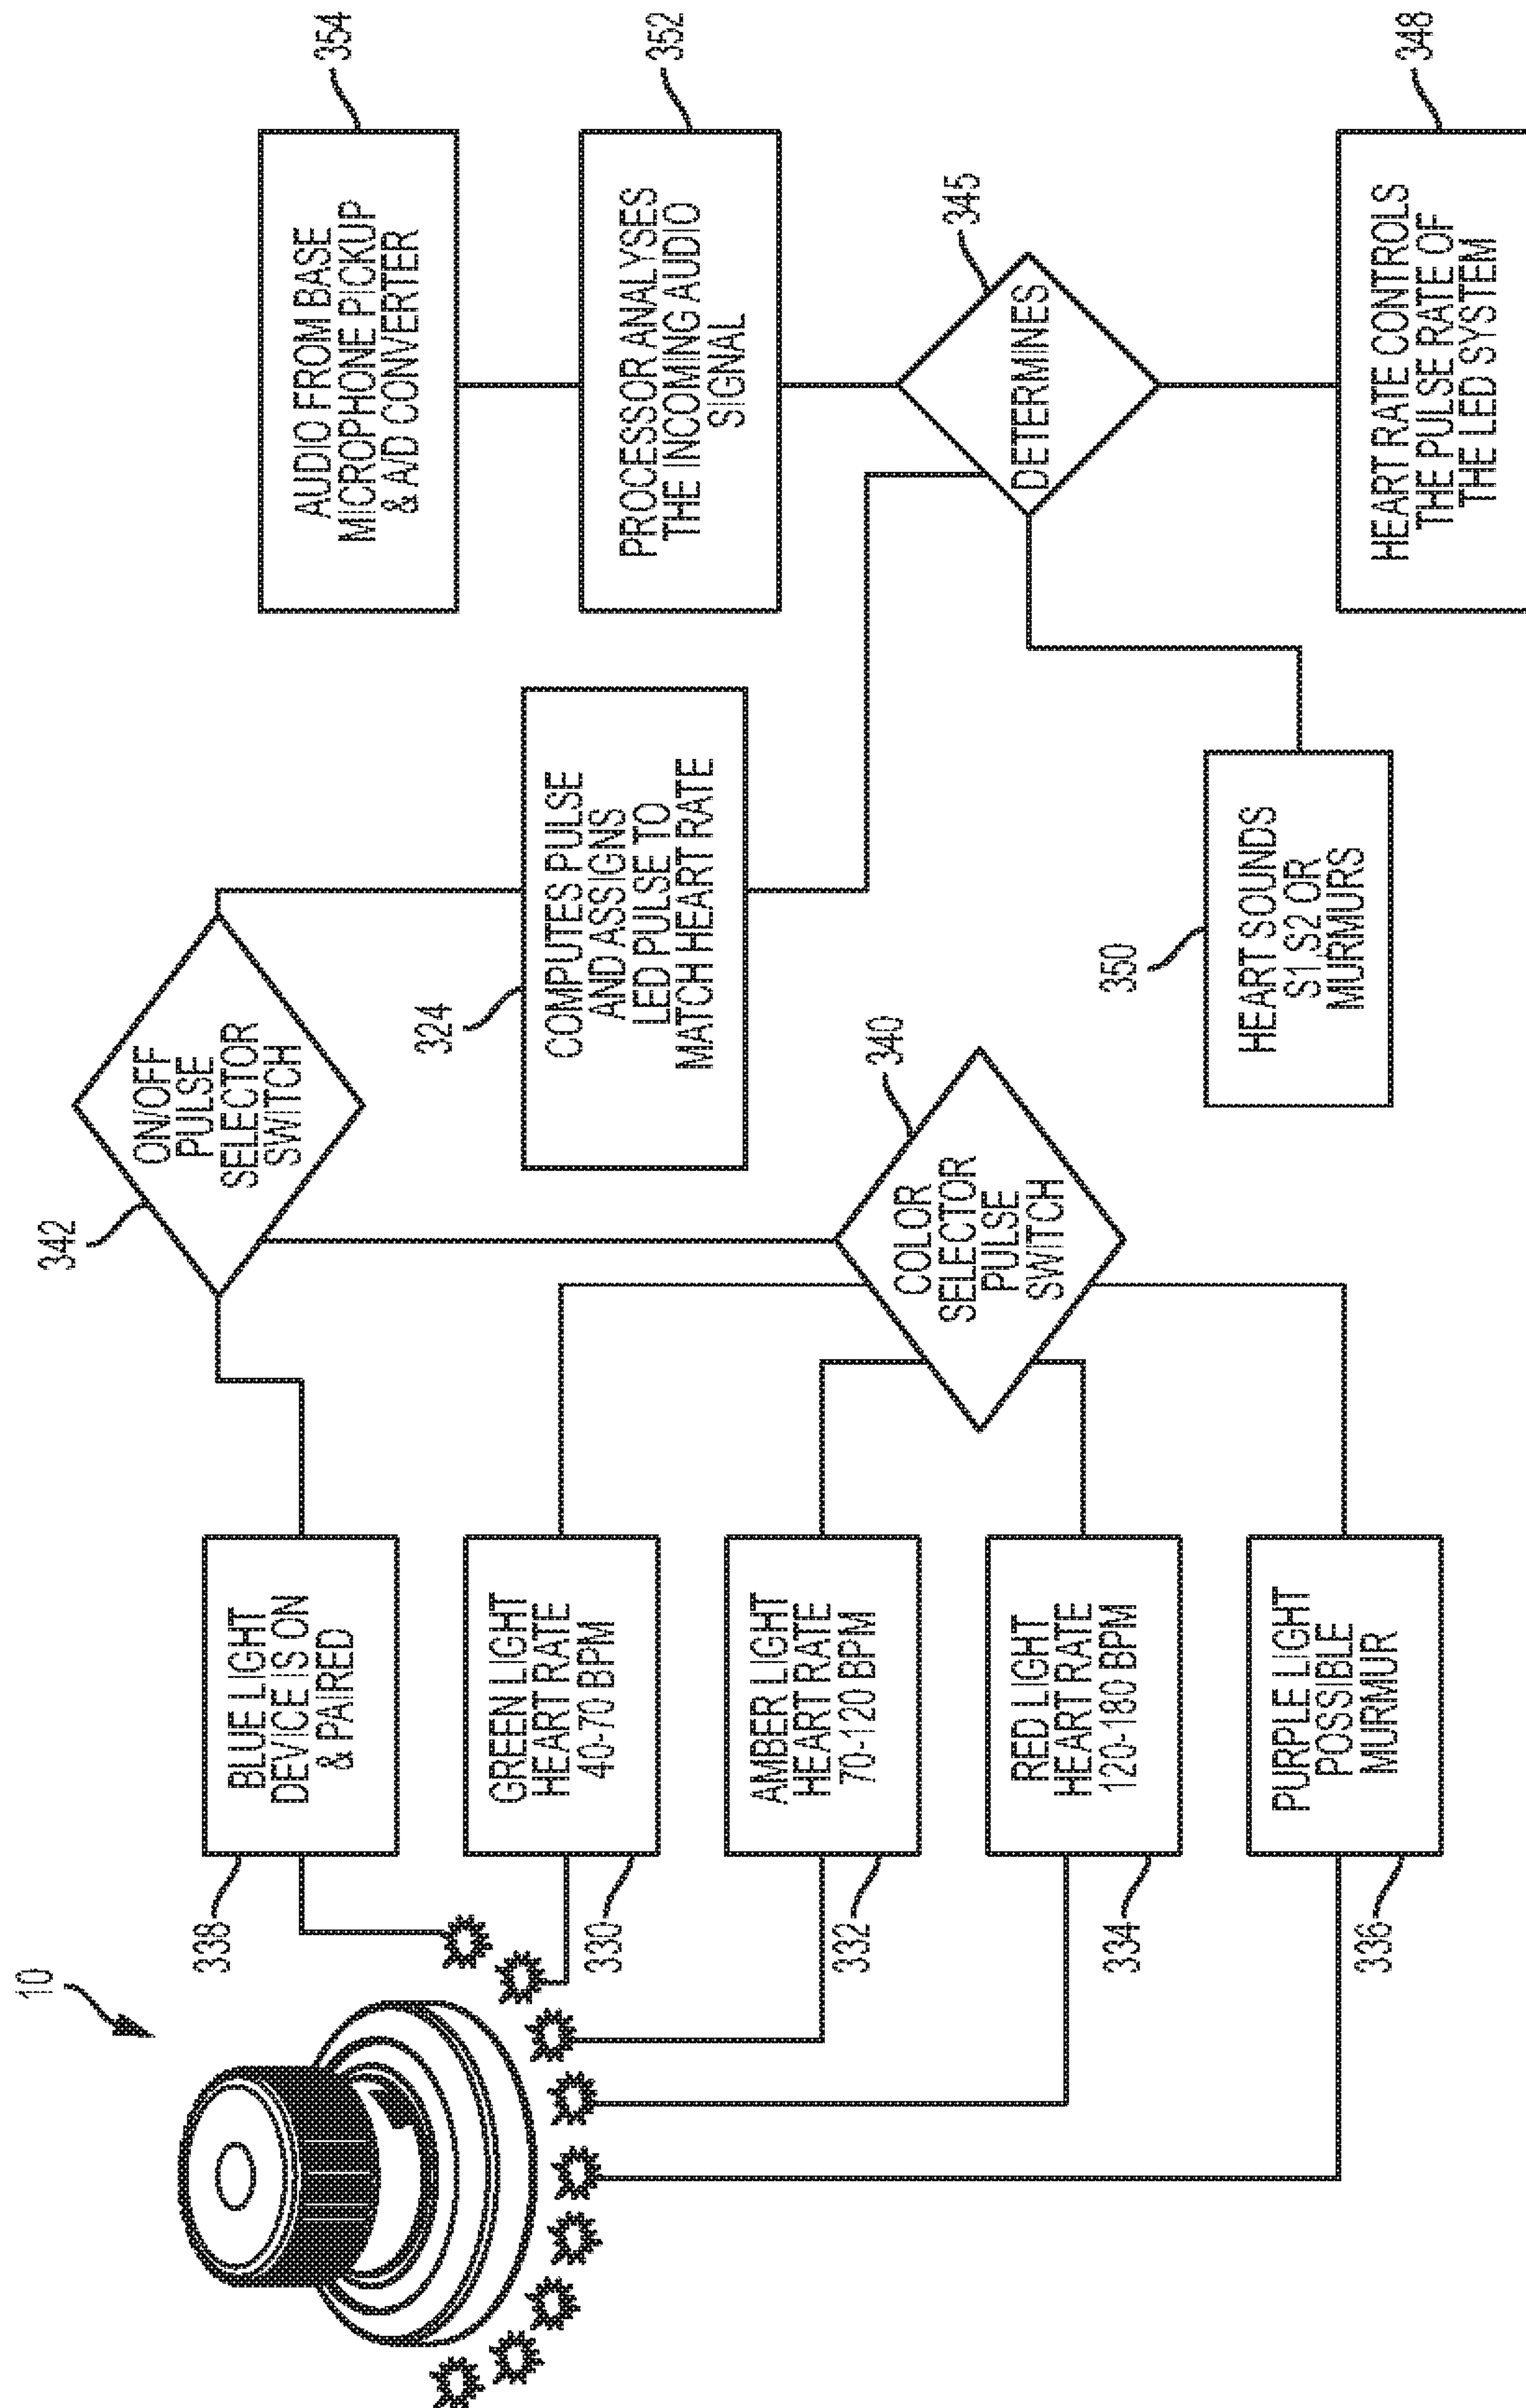 10
338
BLUE LIGHT
DEVICE IS ON
& PAIRED
330
GREEN LIGHT
HEART RATE
40-70 BPM
332
AMBER LIGHT
HEART RATE
70-120 BPM
334
RED LIGHT
HEART RATE
120-180 BPM
336
PURPLE LIGHT
POSSIBLE
MURMUR
342
ON/OFF
PULSE
SELECTOR
SWITCH
340
COLOR
SELECTOR
PULSE
SWITCH
324
COMPUTES PULSE
AND ASSIGNS
LED PULSE TO
MATCH HEART RATE
350
HEART SOUNDS
S1,S2 OR
MURMURS
354
AUDIO FROM BASE
MICROPHONE PICKUP
& A/D CONVERTER
352
PROCESSOR ANALYSES
THE INCOMING AUDIO
SIGNAL
345
DETERMINES
348
HEART RATE CONTROLS
THE PULSE RATE OF
THE LED SYSTEM